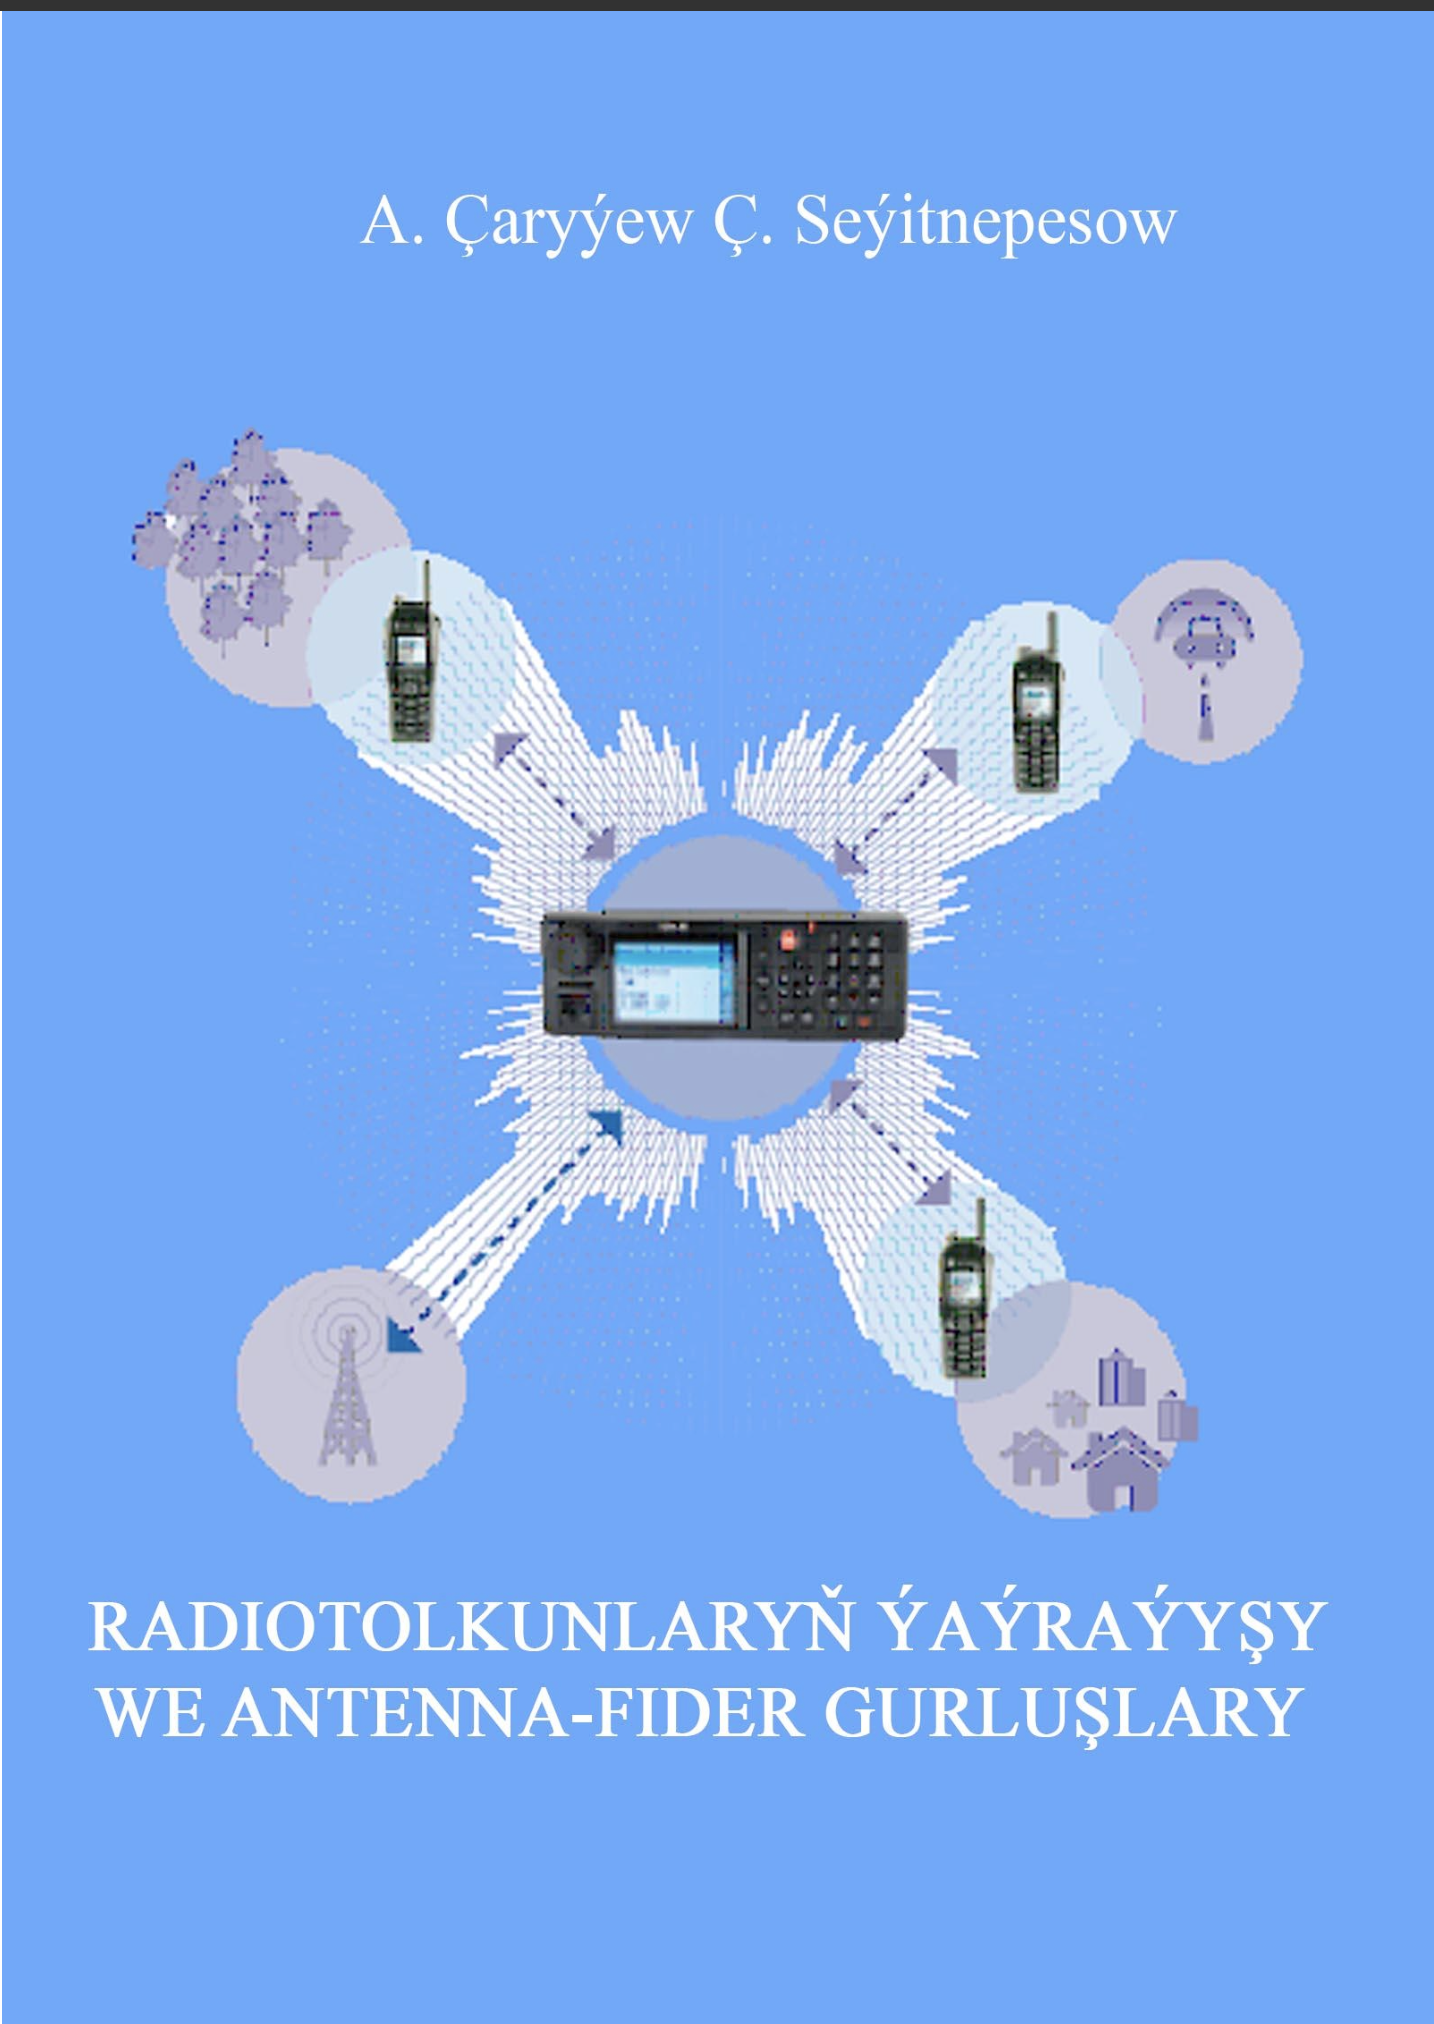 A. Çaryýew Ç. Seýitnepesow
RADIOTOLKUNLARYŇ ÝAÝRAÝYŞY
WE ANTENNA-FIDER GURLUŞLARY